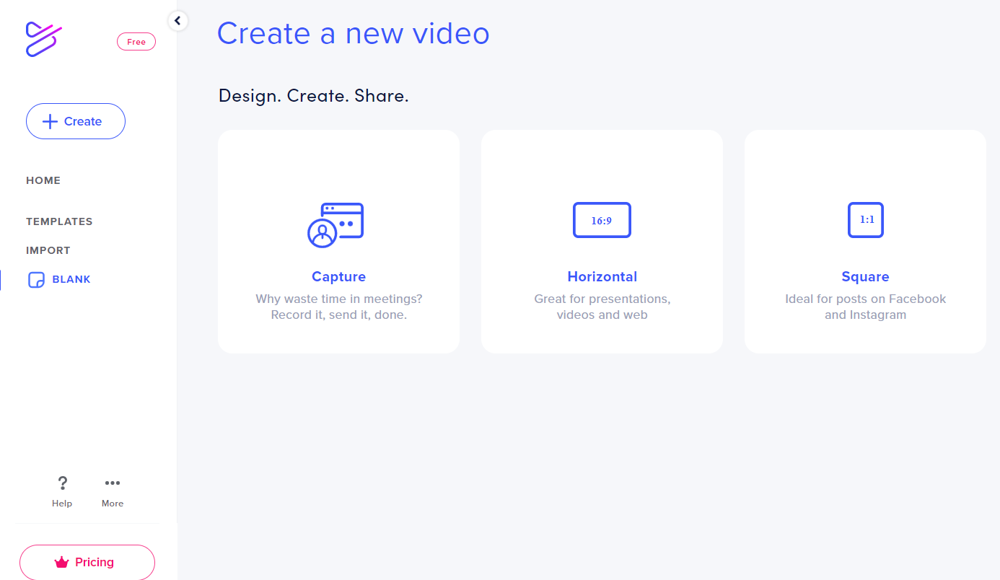 Free
Create
HOME
TEMPLATES
IMPORT
BLANK
Help
More
Pricing
Create a new video
Design. Create. Share.
16:9
1:1
Capture
Why waste time in meetings?
Record it, send it, done.
Horizontal
Great for presentations,
videos and web
Square
Ideal for posts on Facebook
and Instagram